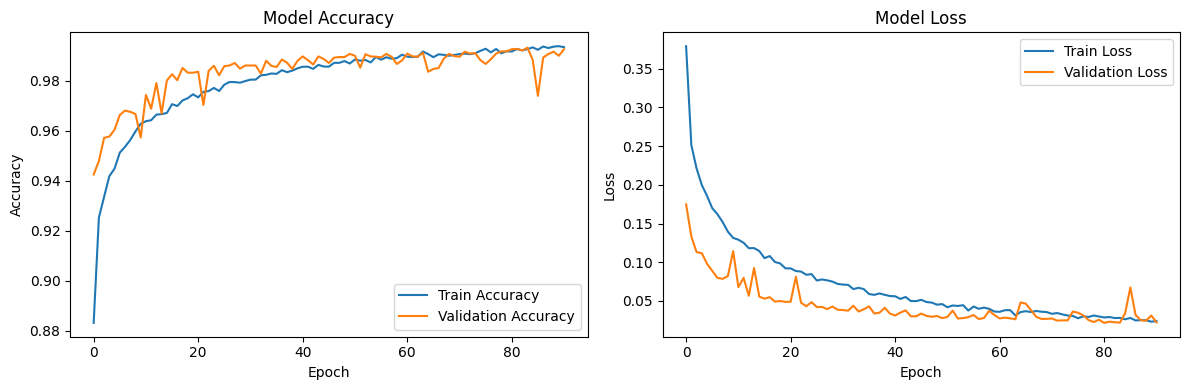 Model Accuracy
Accuracy
0.98
0.96
0.94
0.92
0.90
0.88
0
20
40
60
80
Epoch
Train Accuracy
Validation Accuracy
Model Loss
Loss
0.35
0.30
0.25
0.20
0.15
0.10
0.05
0
20
40
60
80
Epoch
Train Loss
Validation Loss